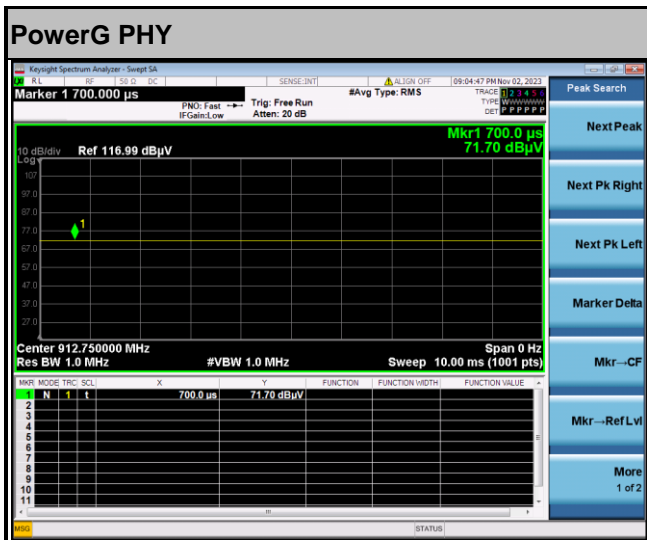 PowerG PHY
Keysight Spectrum Analyzer - Swept SA
LXI RL RF 50 Ω DC SENSE:INT ALIGN OFF 09:04:47 PM Nov 02, 2023
Marker 1 700.000 µs #Avg Type: RMS TRACE 1 2 3 4 5 6
PNO: Fast Trig: Free Run TYPE WWWWWW
IFGain:Low Atten: 20 dB DET P P P P P P
Peak Search
Mkr1 700.0 µs
10 dB/div Ref 116.99 dBµV 71.70 dBµV
Log
107
97.0
87.0
77.0
67.0
57.0
47.0
37.0
27.0
1
Center 912.750000 MHz Span 0 Hz
Res BW 1.0 MHz #VBW 1.0 MHz Sweep 10.00 ms (1001 pts)
MKR MODE TRC SCL X Y FUNCTION FUNCTION WIDTH FUNCTION VALUE
1 N 1 t 700.0 µs 71.70 dBµV
2
3
4
5
6
7
8
9
10
11
MSG STATUS
Next Peak
Next Pk Right
Next Pk Left
Marker Delta
Mkr→CF
Mkr→Ref Lvl
More
1 of 2